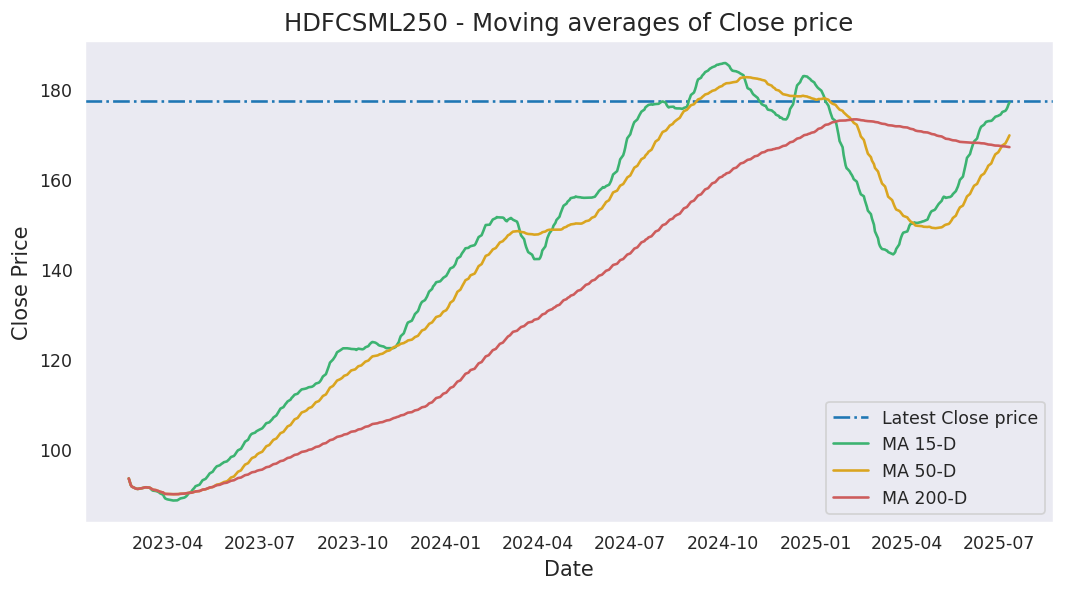 HDFCSML250 - Moving averages of Close price
Close Price
180
160
140
120
100
Latest Close price
MA 15-D
MA 50-D
MA 200-D
2023-04 2023-07 2023-10 2024-01 2024-04 2024-07 2024-10 2025-01 2025-04 2025-07
Date